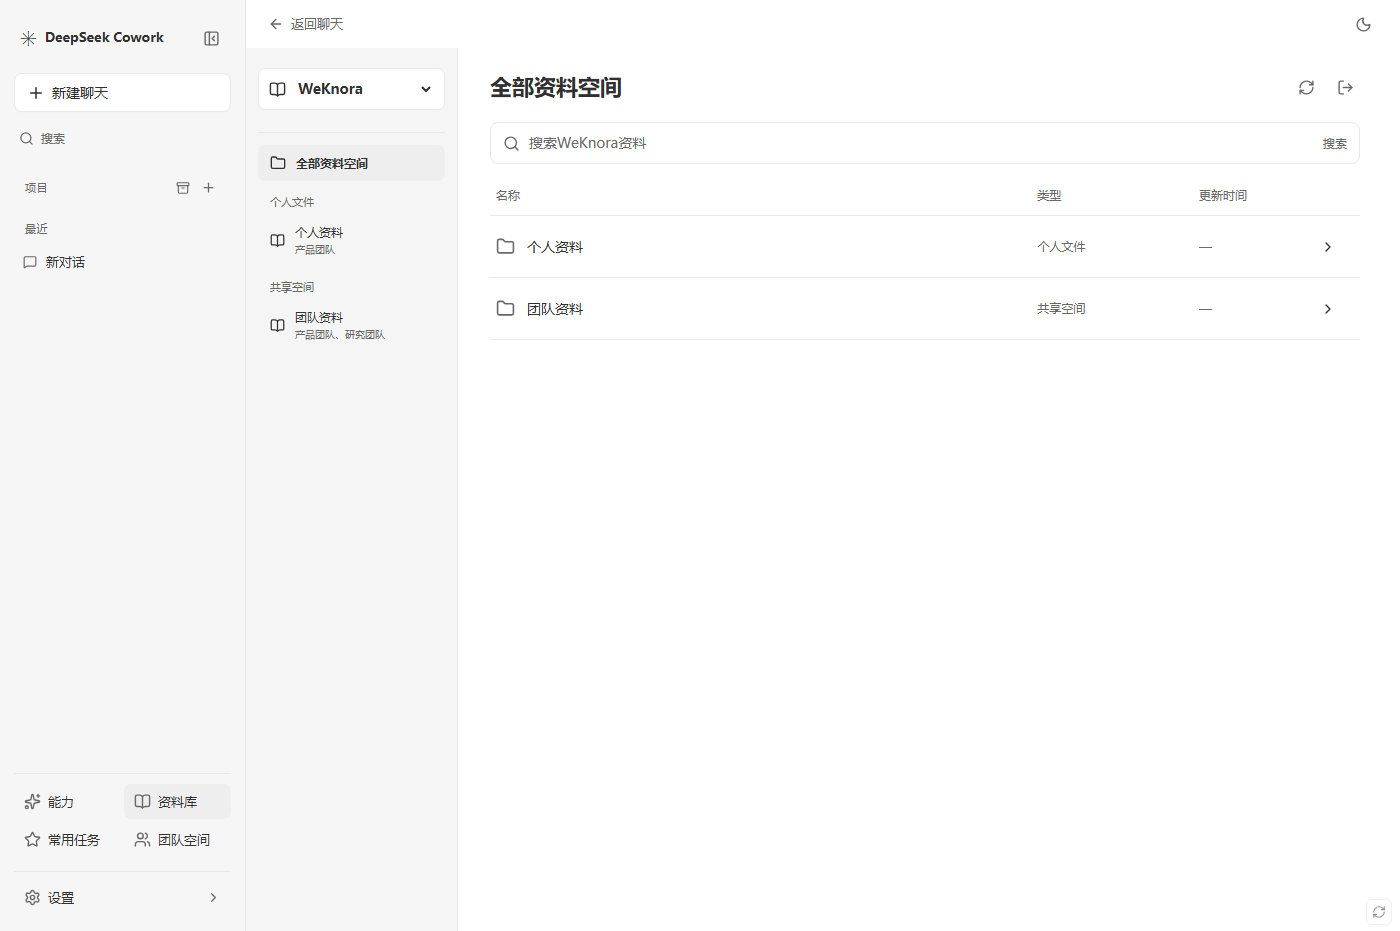 DeepSeek Cowork
新建聊天
搜索
项目
最近
新对话
能力
资料库
常用任务
团队空间
设置
返回聊天
WeKnora
全部资料空间
个人文件
个人资料
产品团队
共享空间
团队资料
产品团队、研究团队
全部资料空间
搜索WeKnora资料 搜索
名称 类型 更新时间
个人资料 个人文件 —
团队资料 共享空间 —